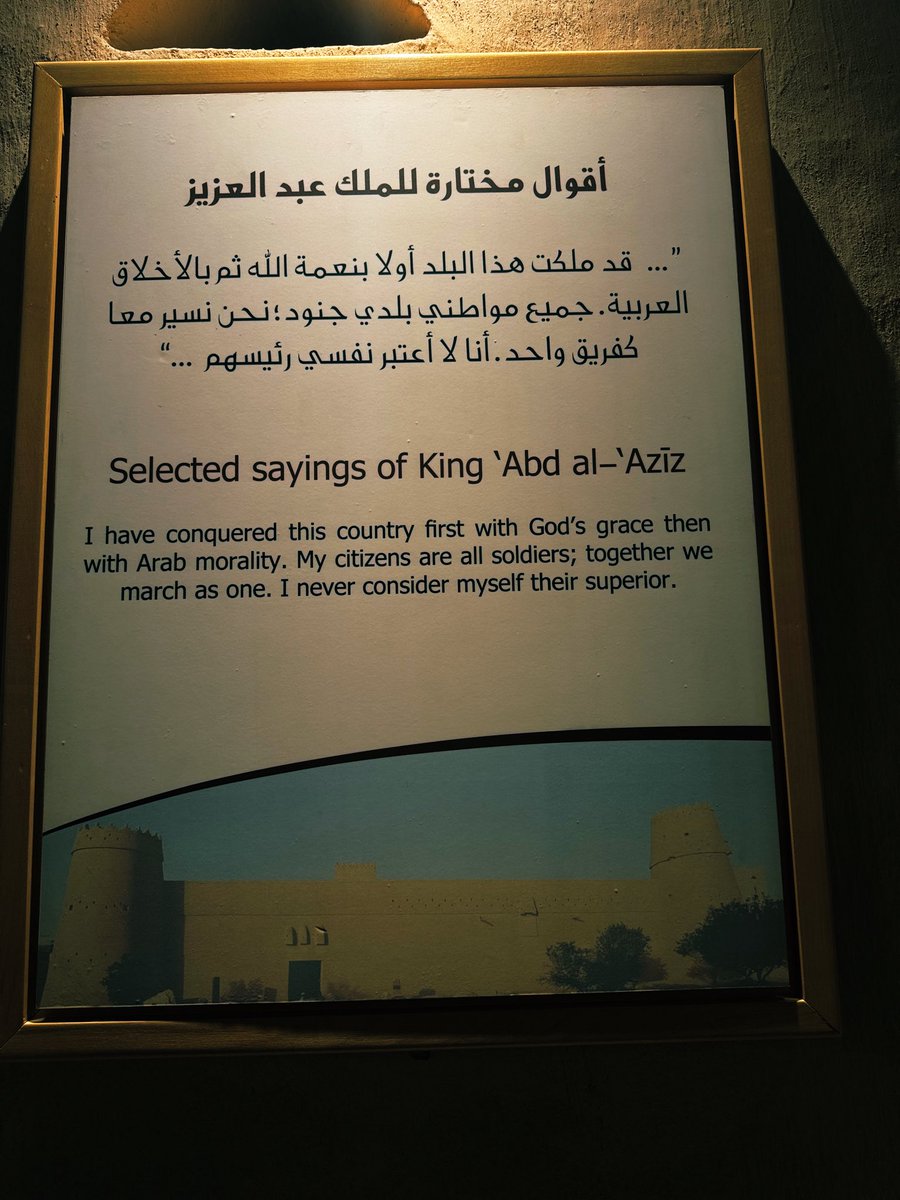 أقوال مختارة للملك عبد العزيز
”... قد ملكت هذا البلد أولا بنعمة الله ثم بالأخلاق
العربية. جميع مواطني بلدي جنود؛ نحن نسير معا
كفريق واحد. أنا لا أعتبر نفسي رئيسهم ...“
Selected sayings of King ‘Abd al–‘Azīz
I have conquered this country first with God’s grace then
with Arab morality. My citizens are all soldiers; together we
march as one. I never consider myself their superior.